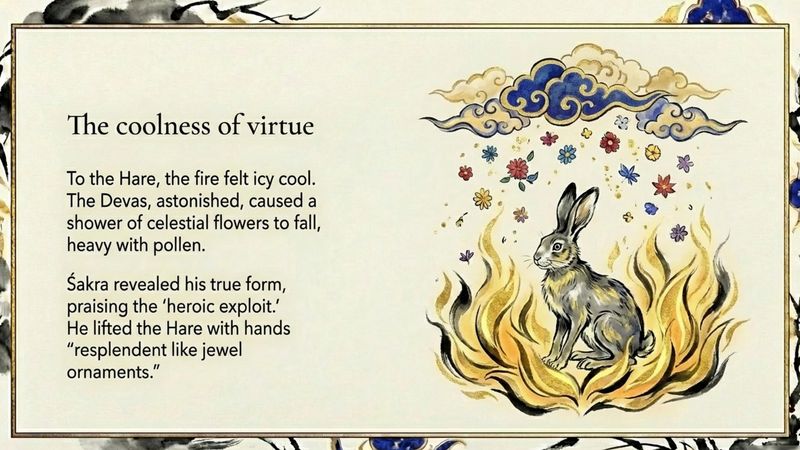 The coolness of virtue
To the Hare, the fire felt icy cool.
The Devas, astonished, caused a
shower of celestial flowers to fall,
heavy with pollen.
Śakra revealed his true form,
praising the ‘heroic exploit.’
He lifted the Hare with hands
“resplendent like jewel
ornaments.”